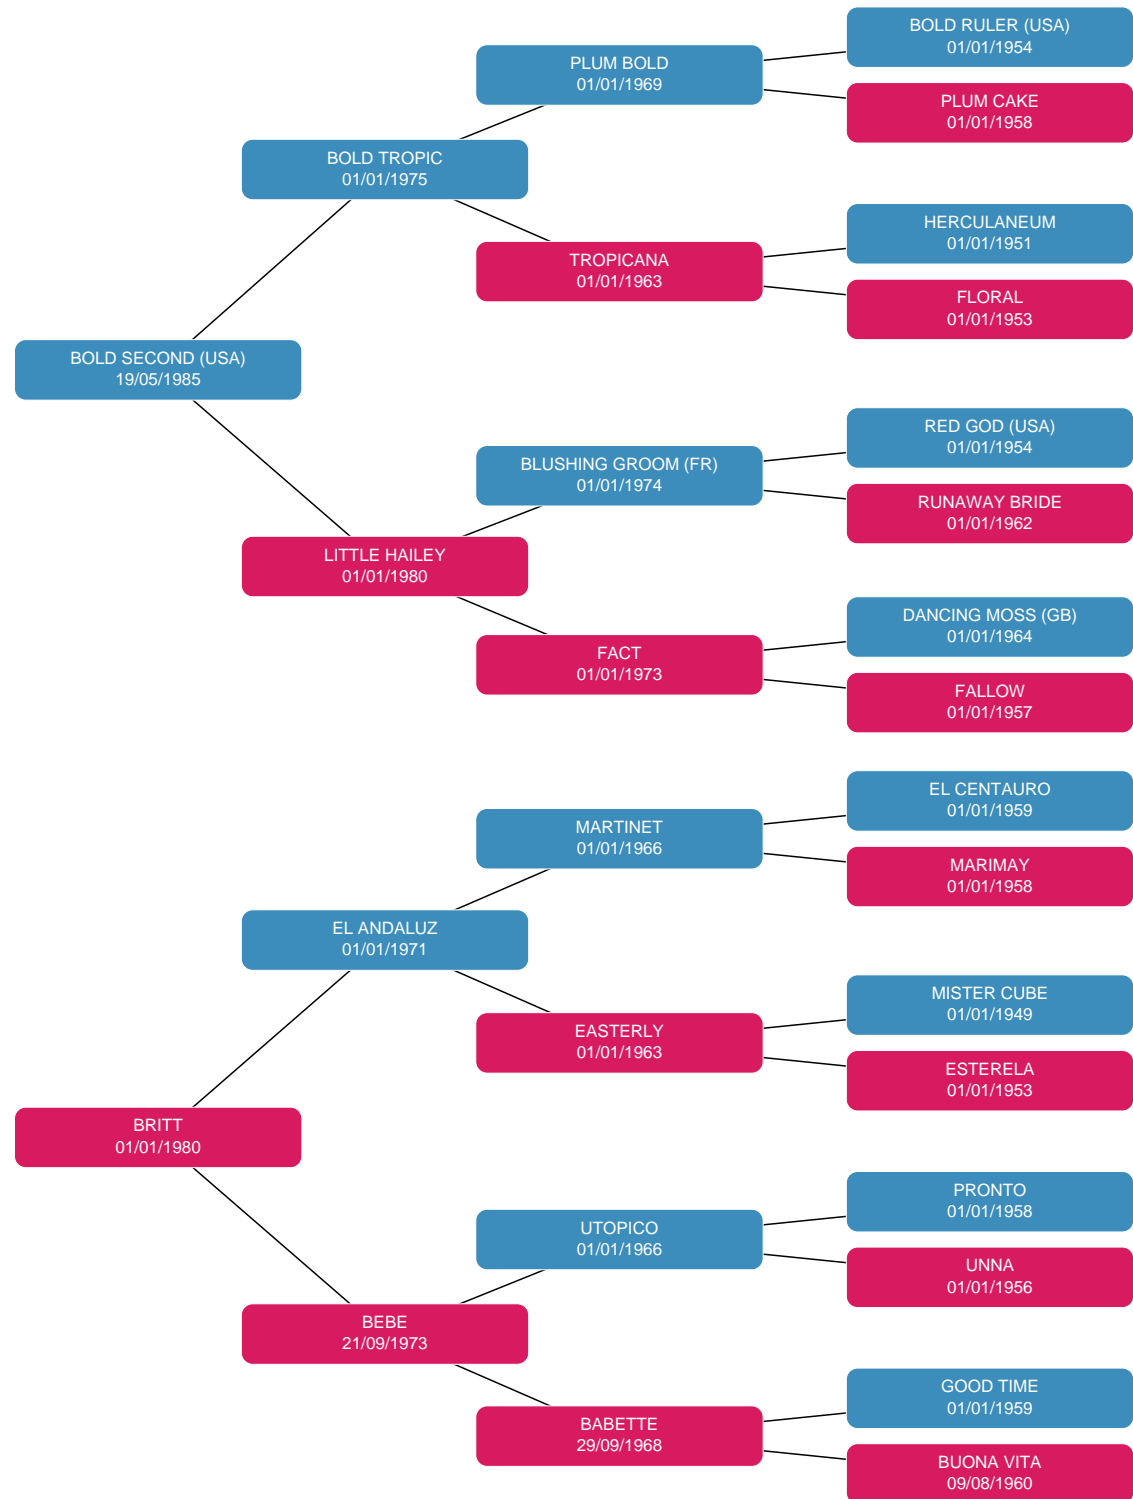 BOLD RULER (USA)
01/01/1954
PLUM BOLD
01/01/1969
PLUM CAKE
01/01/1958
BOLD TROPIC
01/01/1975
HERCULANEUM
01/01/1951
TROPICANA
01/01/1963
FLORAL
01/01/1953
BOLD SECOND (USA)
19/05/1985
RED GOD (USA)
01/01/1954
BLUSHING GROOM (FR)
01/01/1974
RUNAWAY BRIDE
01/01/1962
LITTLE HAILEY
01/01/1980
DANCING MOSS (GB)
01/01/1964
FACT
01/01/1973
FALLOW
01/01/1957
EL CENTAURO
01/01/1959
MARTINET
01/01/1966
MARIMAY
01/01/1958
EL ANDALUZ
01/01/1971
MISTER CUBE
01/01/1949
EASTERLY
01/01/1963
ESTERELA
01/01/1953
BRITT
01/01/1980
PRONTO
01/01/1958
UTOPICO
01/01/1966
UNNA
01/01/1956
BEBE
21/09/1973
GOOD TIME
01/01/1959
BABETTE
29/09/1968
BUONA VITA
09/08/1960